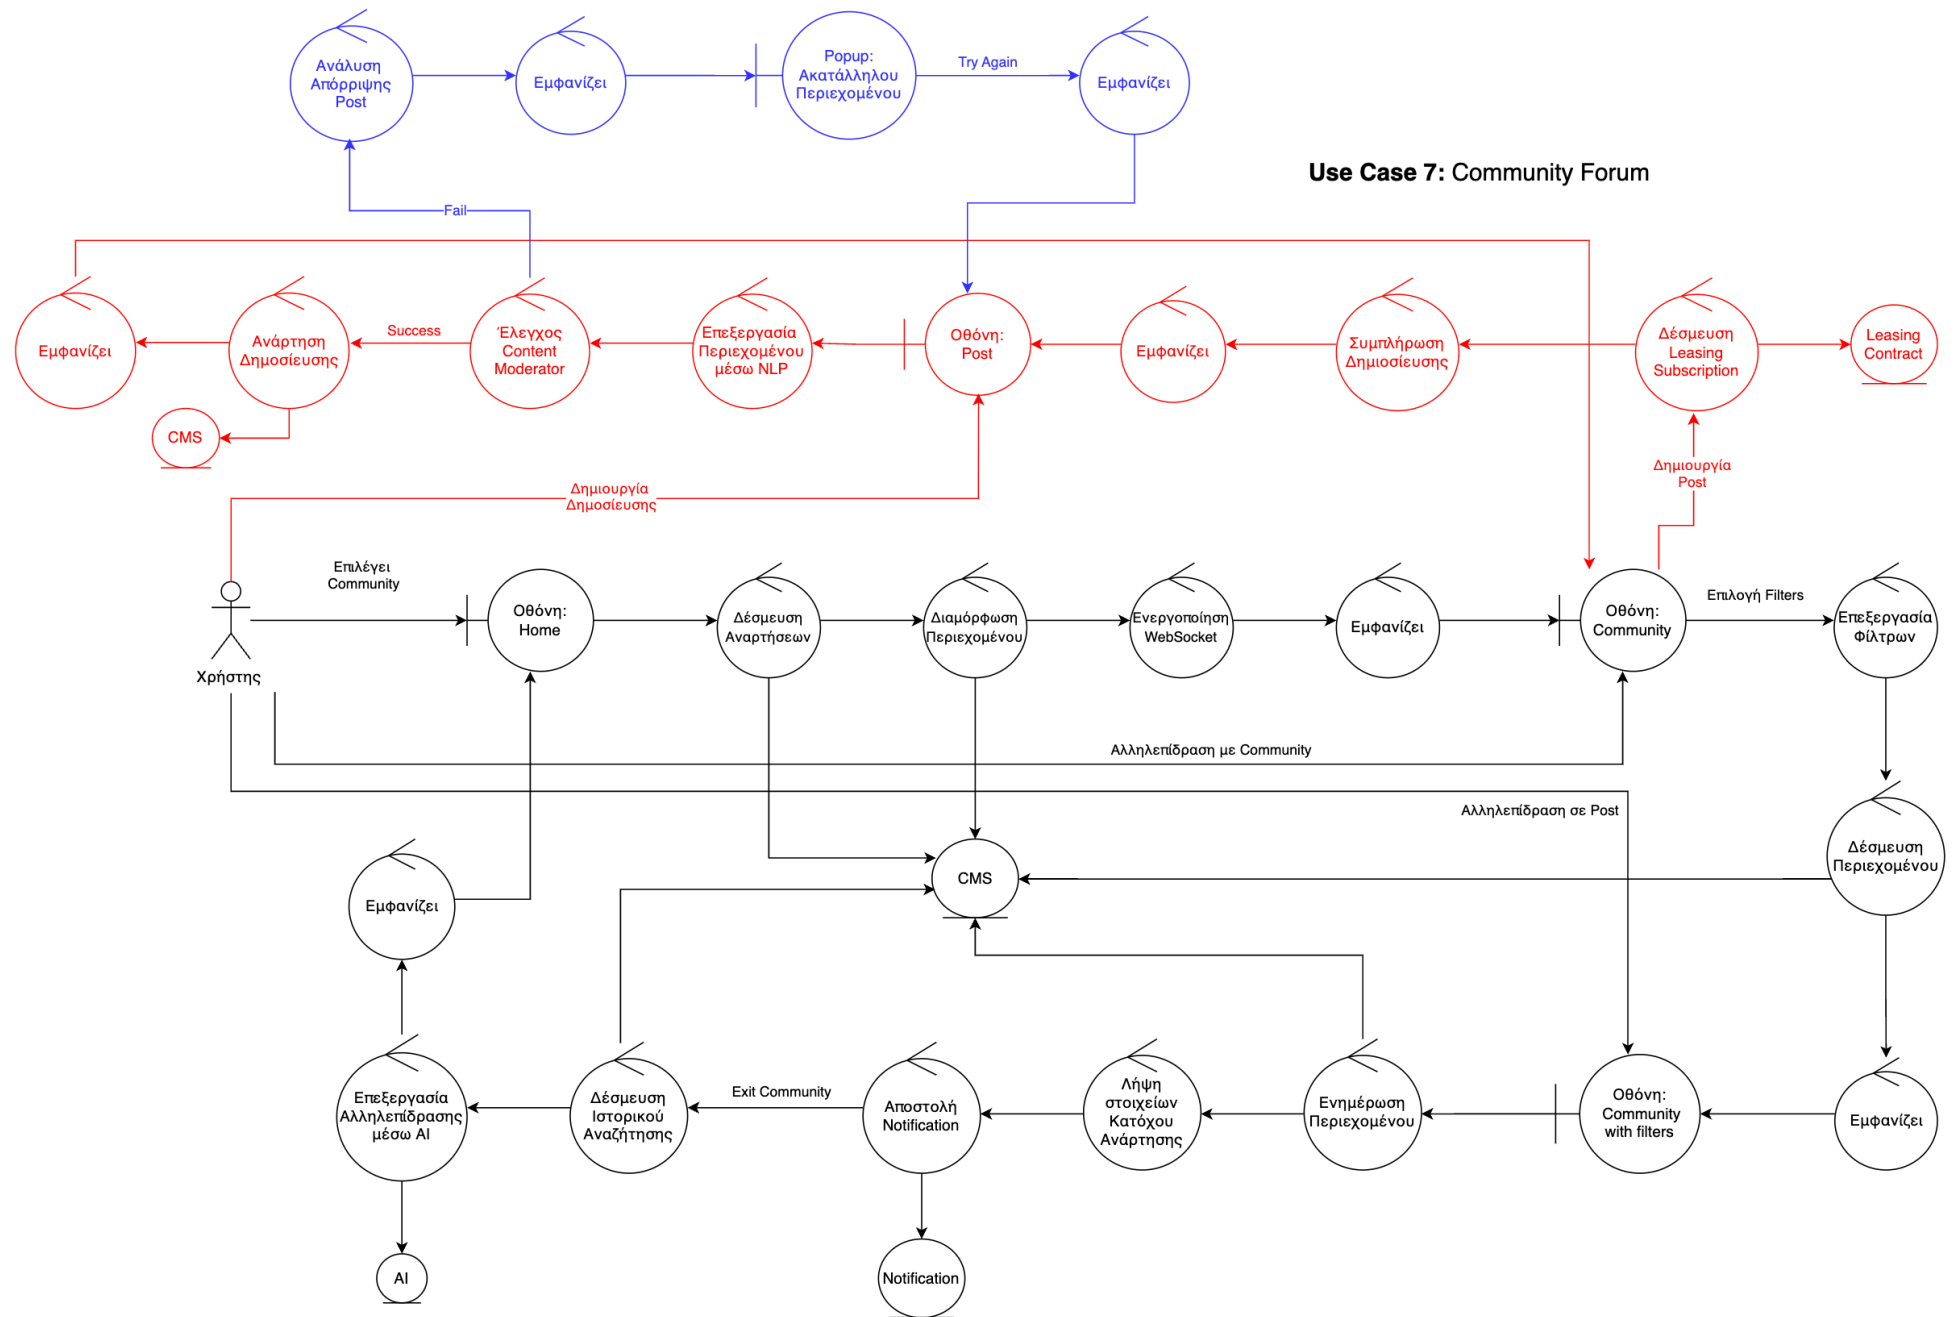 Ανάλυση
Απόρριψης
Post
Εμφανίζει
Popup:
Ακατάλληλου
Περιεχομένου
Try Again
Εμφανίζει
Use Case 7: Community Forum
Fail
Εμφανίζει
Ανάρτηση
Δημοσίευσης
Success
Έλεγχος
Content
Moderator
Επεξεργασία
Περιεχομένου
μέσω NLP
Οθόνη:
Post
Εμφανίζει
Συμπλήρωση
Δημιοσίευσης
Δέσμευση
Leasing
Subscription
Leasing
Contract
CMS
Δημιουργία
Post
Δημιουργία
Δημοσίευσης
Επιλέγει
Community
Χρήστης
Οθόνη:
Home
Δέσμευση
Αναρτήσεων
Διαμόρφωση
Περιεχομένου
Ενεργοποίηση
WebSocket
Εμφανίζει
Οθόνη:
Community
Επιλογή Filters
Επεξεργασία
Φίλτρων
Αλληλεπίδραση με Community
Αλληλεπίδραση σε Post
Εμφανίζει
CMS
Δέσμευση
Περιεχομένου
Επεξεργασία
Αλληλεπίδρασης
μέσω AI
Δέσμευση
Ιστορικού
Αναζήτησης
Exit Community
Αποστολή
Notification
Λήψη
στοιχείων
Κατόχου
Ανάρτησης
Ενημέρωση
Περιεχομένου
Οθόνη:
Community
with filters
Εμφανίζει
AI
Notification